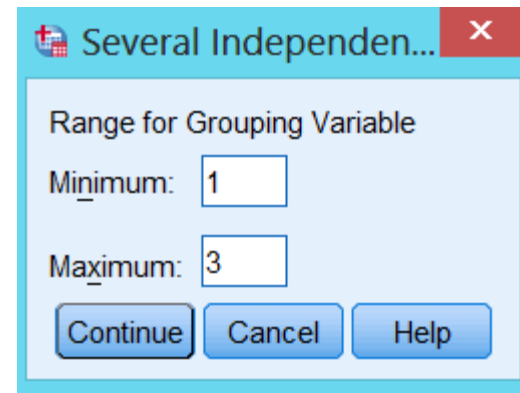 Several Independen...
Range for Grouping Variable
Minimum: 1
Maximum: 3
Continue Cancel Help